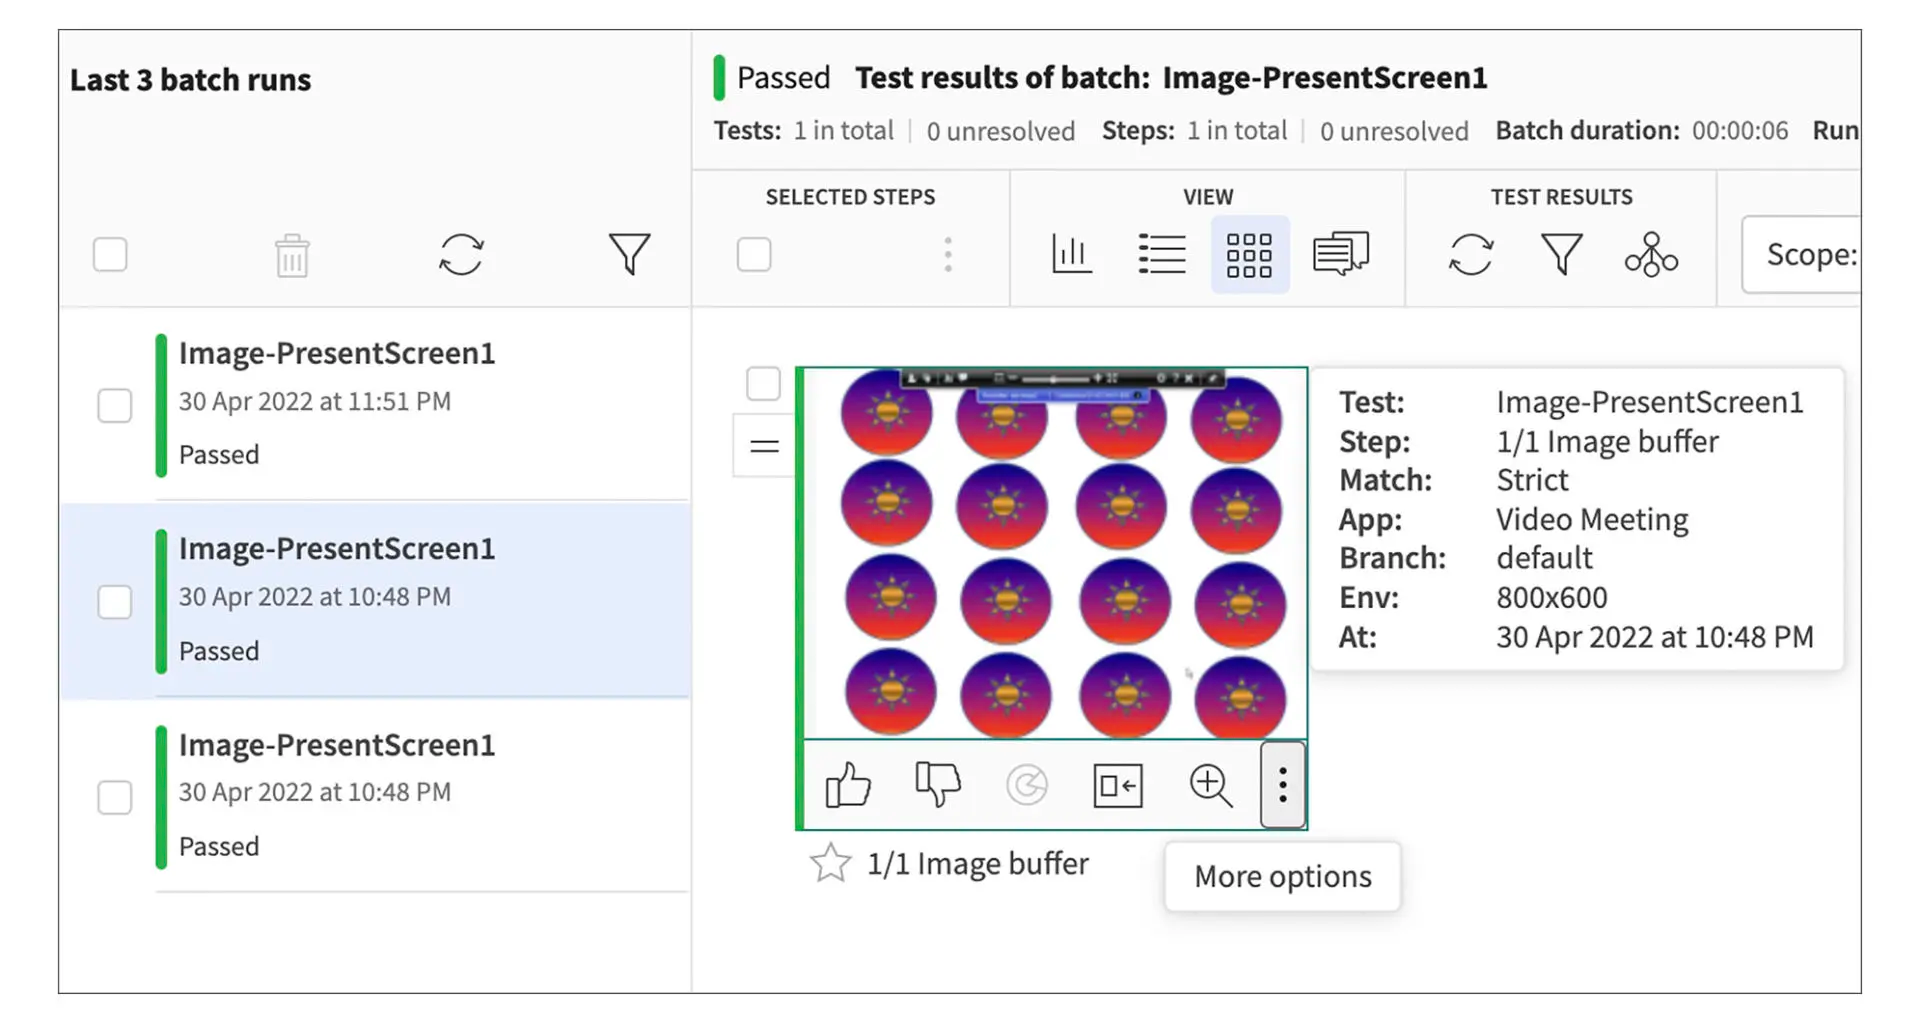 Last 3 batch runs
Image-PresentScreen1
30 Apr 2022 at 11:51 PM
Passed
Image-PresentScreen1
30 Apr 2022 at 10:48 PM
Passed
Image-PresentScreen1
30 Apr 2022 at 10:48 PM
Passed
Passed Test results of batch: Image-PresentScreen1
Tests: 1 in total | 0 unresolved Steps: 1 in total | 0 unresolved Batch duration: 00:00:06 Run
SELECTED STEPS VIEW TEST RESULTS
Scope:
Test: Image-PresentScreen1
Step: 1/1 Image buffer
Match: Strict
App: Video Meeting
Branch: default
Env: 800x600
At: 30 Apr 2022 at 10:48 PM
1/1 Image buffer
More options